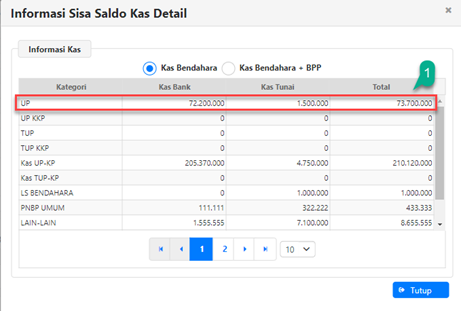 Informasi Sisa Saldo Kas Detail
Informasi Kas
Kas Bendahara Kas Bendahara + BPP
1
Kategori Kas Bank Kas Tunai Total
UP 72.200.000 1.500.000 73.700.000
UP KKP 0 0 0
TUP 0 0 0
TUP KKP 0 0 0
Kas UP-KP 205.370.000 4.750.000 210.120.000
Kas TUP-KP 0 0 0
LS BENDAHARA 0 1.000.000 1.000.000
PNBP UMUM 111.111 322.222 433.333
LAIN-LAIN 1.555.555 7.100.000 8.655.555
1 2 10
Tutup